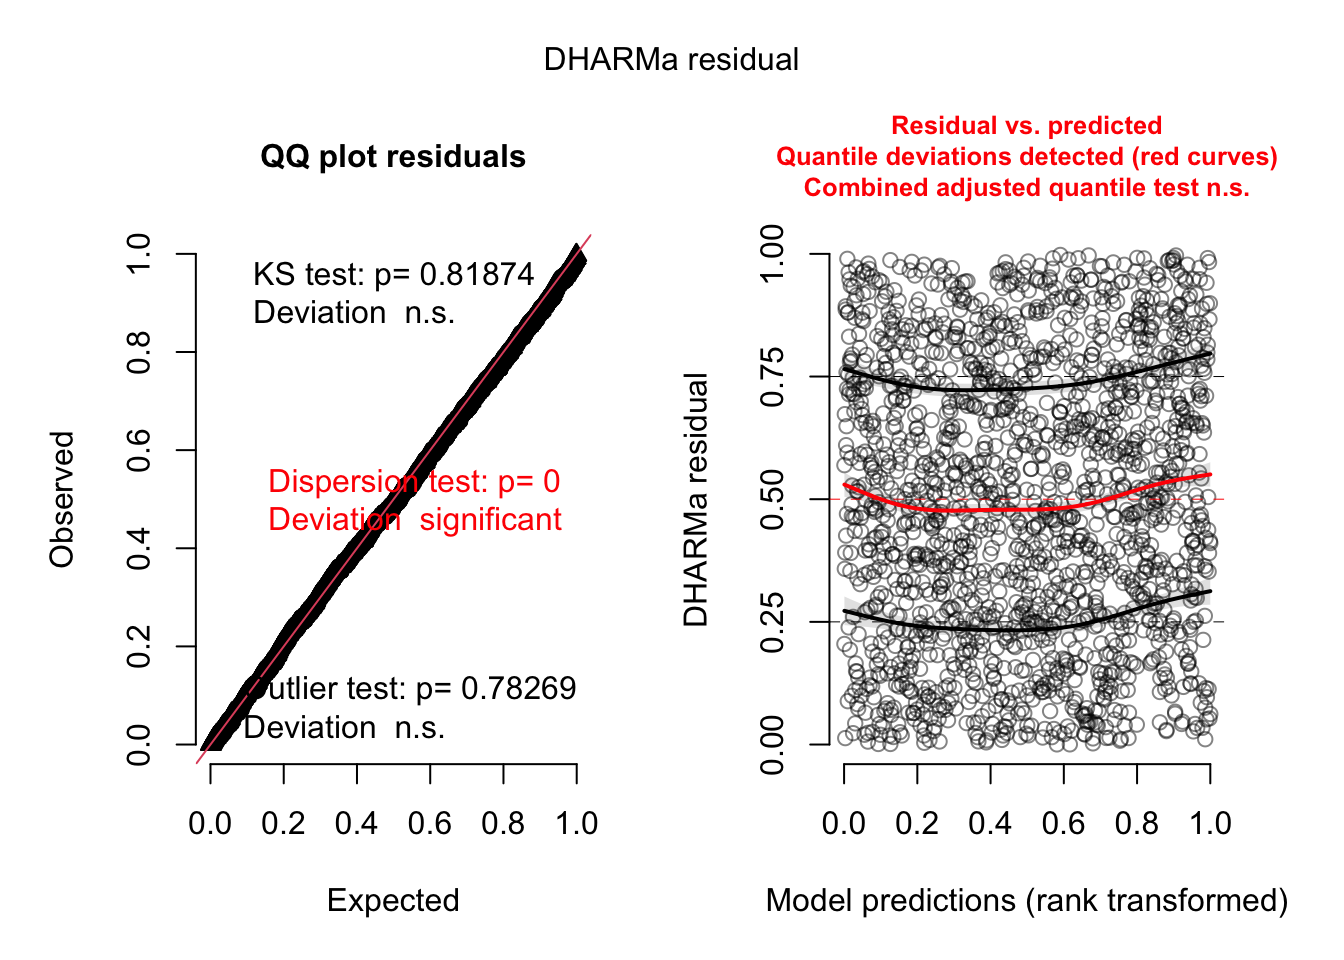 DHARMa residual
QQ plot residuals
KS test: p= 0.81874
Deviation  n.s.
Dispersion test: p= 0
Deviation  significant
utlier test: p= 0.78269
Deviation  n.s.
Observed
1.0
0.8
0.6
0.4
0.2
0.0
0.0 0.2 0.4 0.6 0.8 1.0
Expected
Residual vs. predicted
Quantile deviations detected (red curves)
Combined adjusted quantile test n.s.
DHARMa residual
1.00
0.75
0.50
0.25
0.00
0.0 0.2 0.4 0.6 0.8 1.0
Model predictions (rank transformed)